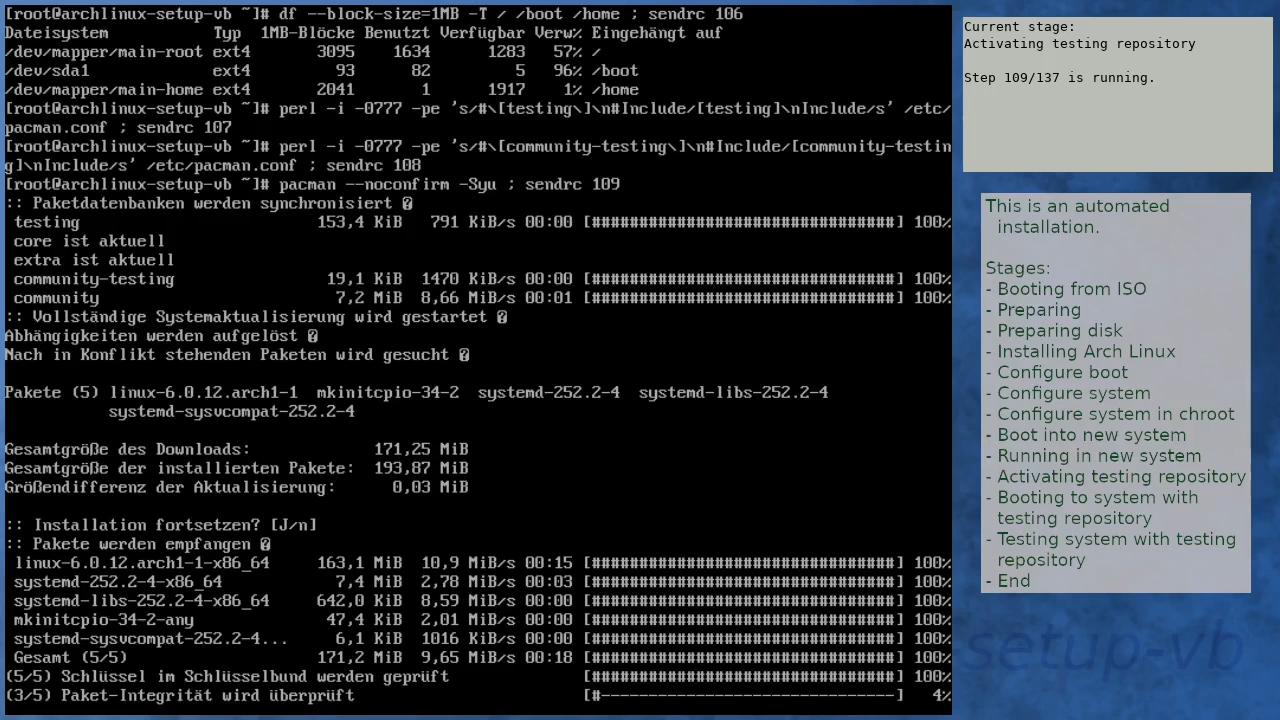 [root@archlinux-setup-vb ~]# df --block-size=1MB -T / /boot /home ; sendrc 106
Dateisystem           Typ  1MB-Blöcke Benutzt Verfügbar Verw% Eingehängt auf
/dev/mapper/main-root ext4       3095    1634      1283   57% /
/dev/sda1             ext4         93      82         5   96% /boot
/dev/mapper/main-home ext4       2041       1      1917    1% /home
[root@archlinux-setup-vb ~]# perl -i -0777 -pe 's/#\[testing\]\n#Include/[testing]\nInclude/s' /etc/
pacman.conf ; sendrc 107
[root@archlinux-setup-vb ~]# perl -i -0777 -pe 's/#\[community-testing\]\n#Include/[community-testin
g]\nInclude/s' /etc/pacman.conf ; sendrc 108
[root@archlinux-setup-vb ~]# pacman --noconfirm -Syu ; sendrc 109
:: Paketdatenbanken werden synchronisiert �
 testing                         153,4 KiB   791 KiB/s 00:00 [################################] 100%
 core ist aktuell
 extra ist aktuell
 community-testing                19,1 KiB  1470 KiB/s 00:00 [################################] 100%
 community                         7,2 MiB  8,66 MiB/s 00:01 [################################] 100%
:: Vollständige Systemaktualisierung wird gestartet �
Abhängigkeiten werden aufgelöst �
Nach in Konflikt stehenden Paketen wird gesucht �
Pakete (5) linux-6.0.12.arch1-1  mkinitcpio-34-2  systemd-252.2-4  systemd-libs-252.2-4
           systemd-sysvcompat-252.2-4
Gesamtgröße des Downloads:             171,25 MiB
Gesamtgröße der installierten Pakete:  193,87 MiB
Größendifferenz der Aktualisierung:      0,03 MiB
:: Installation fortsetzen? [J/n]
:: Pakete werden empfangen �
 linux-6.0.12.arch1-1-x86_64     163,1 MiB  10,9 MiB/s 00:15 [################################] 100%
 systemd-252.2-4-x86_64            7,4 MiB  2,78 MiB/s 00:03 [################################] 100%
 systemd-libs-252.2-4-x86_64     642,0 KiB  8,59 MiB/s 00:00 [################################] 100%
 mkinitcpio-34-2-any              47,4 KiB  2,01 MiB/s 00:00 [################################] 100%
 systemd-sysvcompat-252.2-4...     6,1 KiB  1016 KiB/s 00:00 [################################] 100%
 Gesamt (5/5)                    171,2 MiB  9,65 MiB/s 00:18 [################################] 100%
(5/5) Schlüssel im Schlüsselbund werden geprüft              [################################] 100%
(3/5) Paket-Integrität wird überprüft                        [#-------------------------------]   4%
Current stage:
Activating testing repository
Step 109/137 is running.
This is an automated
installation.
Stages:
- Booting from ISO
- Preparing
- Preparing disk
- Installing Arch Linux
- Configure boot
- Configure system
- Configure system in chroot
- Boot into new system
- Running in new system
- Activating testing repository
- Booting to system with
testing repository
- Testing system with testing
repository
- End
setup-vb